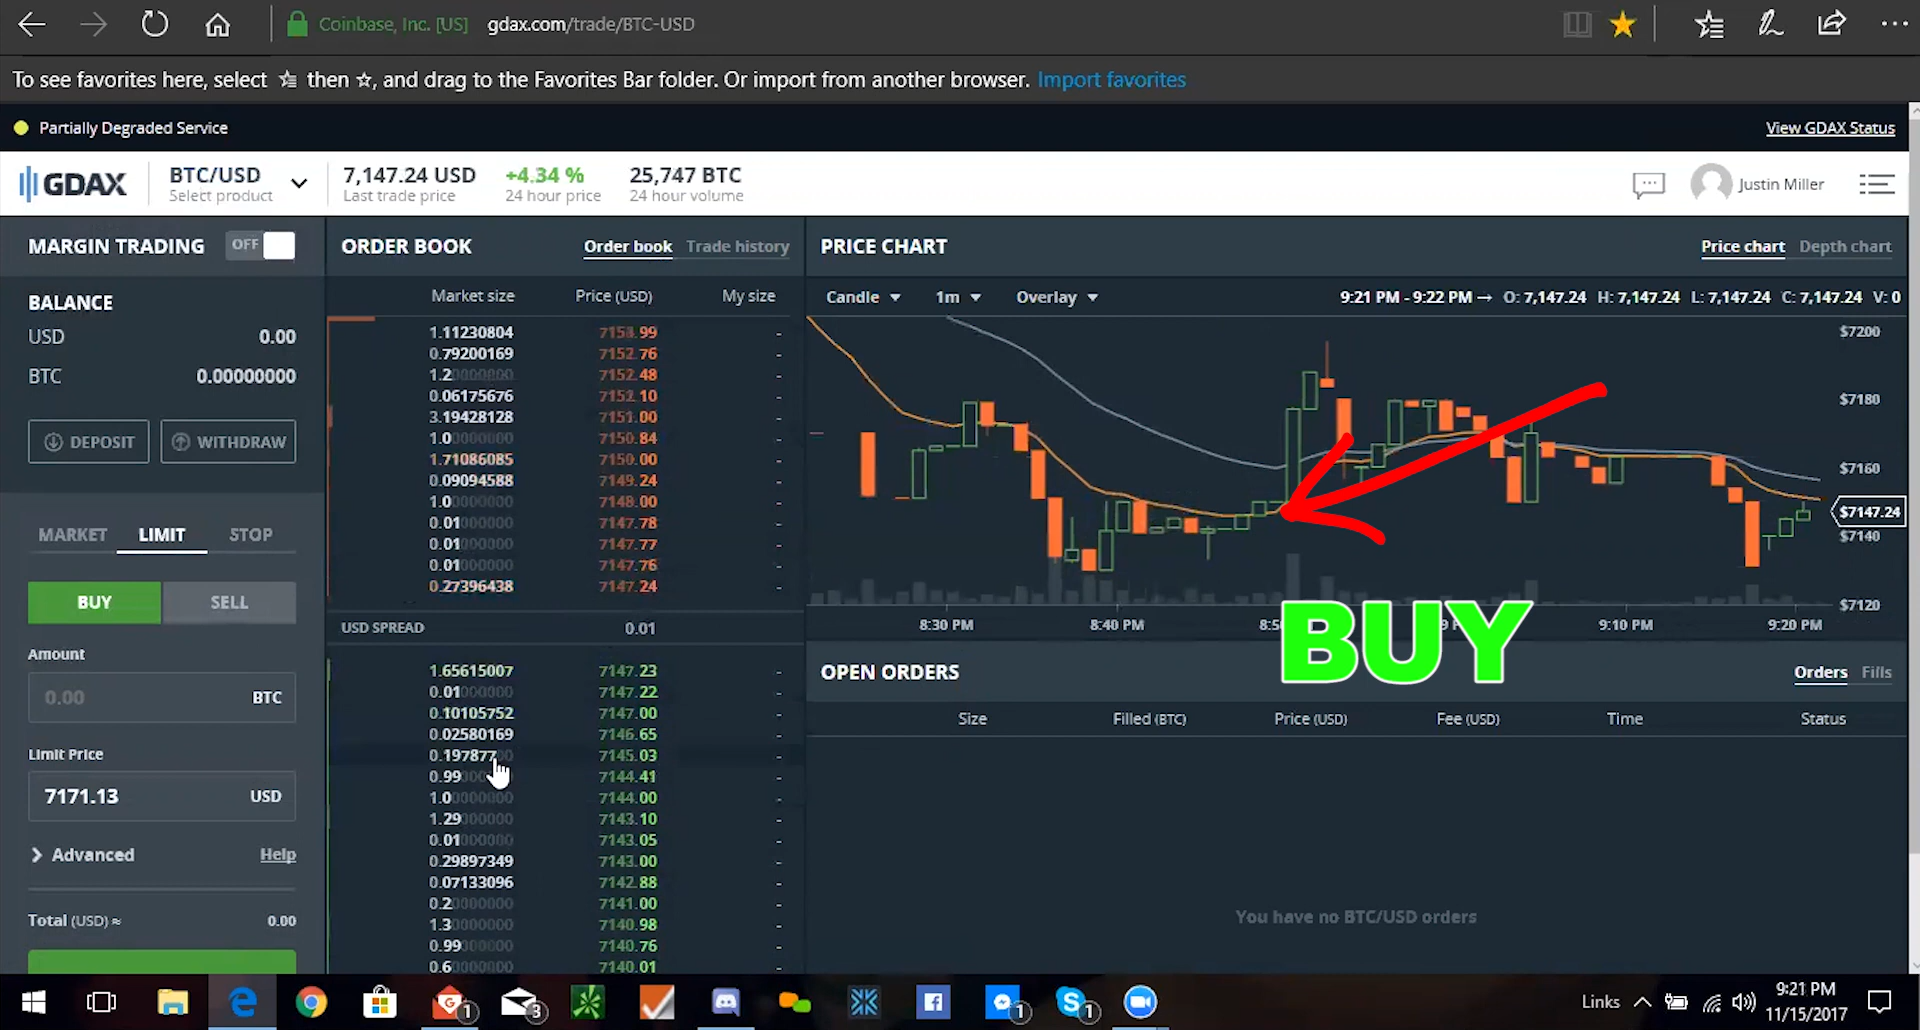 Coinbase, Inc. [US] gdax.com/trade/BTC-USD
To see favorites here, select then , and drag to the Favorites Bar folder. Or import from another browser. Import favorites
Partially Degraded Service
View GDAX Status
GDAX
BTC/USD
Select product
7,147.24 USD
Last trade price
+4.34 %
24 hour price
25,747 BTC
24 hour volume
Justin Miller
MARGIN TRADING OFF
BALANCE
USD 0.00
BTC 0.00000000
DEPOSIT WITHDRAW
MARKET LIMIT STOP
BUY SELL
Amount
0.00 BTC
Limit Price
7171.13 USD
Advanced Help
Total (USD) ≈ 0.00
ORDER BOOK Order book Trade history
Market size Price (USD) My size
1.11230804 -
0.79200169 7152.76 -
1.20000000 7152.48 -
0.06175676 7152.10 -
3.19428128 7151.00 -
1.00000000 7150.84 -
1.71086085 7150.00 -
0.09094588 7149.24 -
1.00000000 7148.00 -
0.01000000 7147.78 -
0.01000000 7147.77 -
0.01000000 7147.76 -
0.27396438 7147.24 -
USD SPREAD 0.01
1.65615007 7147.23 -
0.01000000 7147.22 -
0.10105752 7147.00 -
0.02580169 7146.65 -
0.19787700 7145.03 -
0.99 7144.41 -
1.00000000 7144.00 -
1.29000000 7143.10 -
0.01000000 7143.05 -
0.29897349 7143.00 -
0.07133096 7142.88 -
0.20000000 7141.00 -
1.30000000 7140.98 -
0.99000000 7140.76 -
0.60000000 7140.01 -
PRICE CHART Price chart Depth chart
Candle 1m Overlay 9:21 PM - 9:22 PM → O: 7,147.24 H: 7,147.24 L: 7,147.24 C: 7,147.24 V: 0
$7200
$7180
$7160
$7147.24
$7140
$7120
8:30 PM 8:40 PM 9:10 PM 9:20 PM
BUY
OPEN ORDERS Orders Fills
Size Filled (BTC) Price (USD) Fee (USD) Time Status
You have no BTC/USD orders
1 3 1 1
Links
9:21 PM
11/15/2017